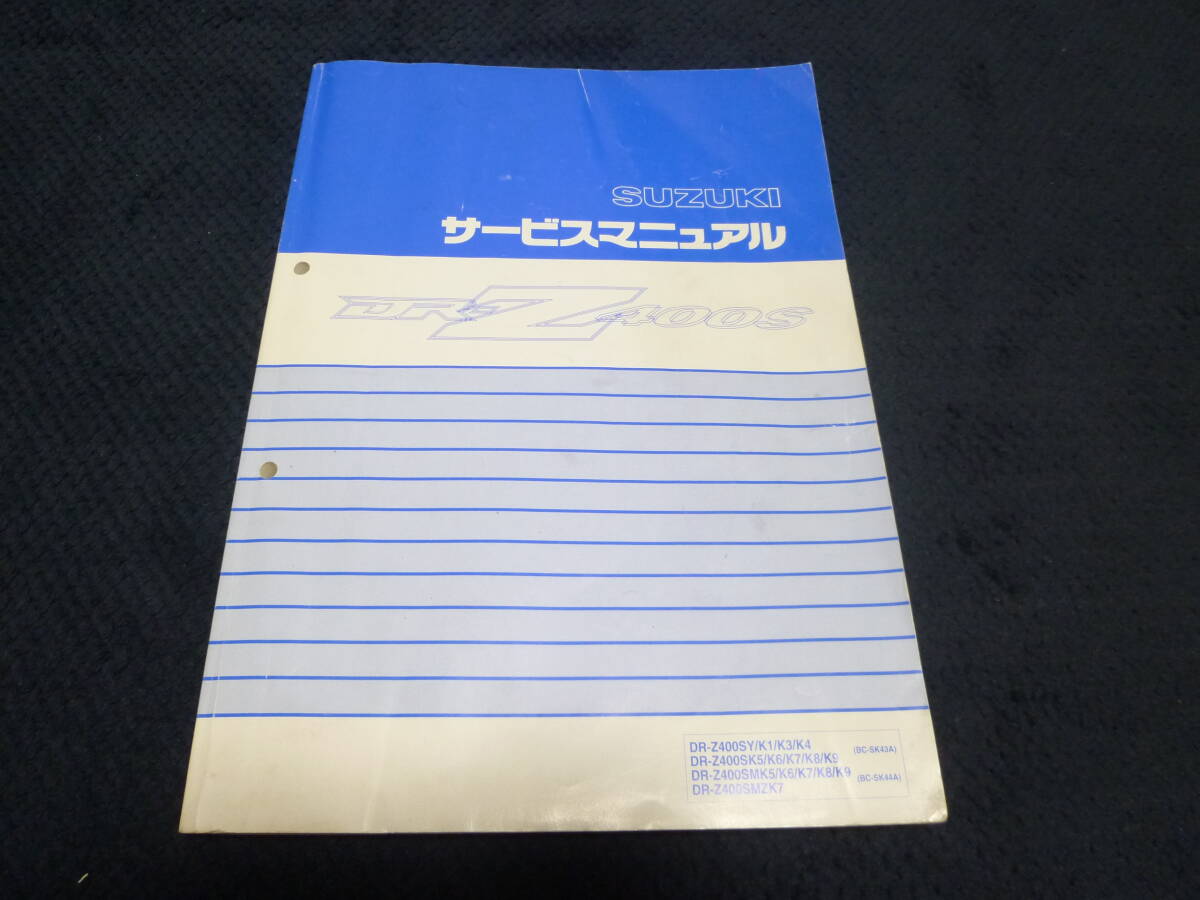 SUZUKI
サービスマニュアル
DR-Z400S
DR-Z400SY/K1/K3/K4 (BC-SK43A)
DR-Z400SK5/K6/K7/K8/K9
DR-Z400SMK5/K6/K7/K8/K9 (BC-SK44A)
DR-Z400SMZK7